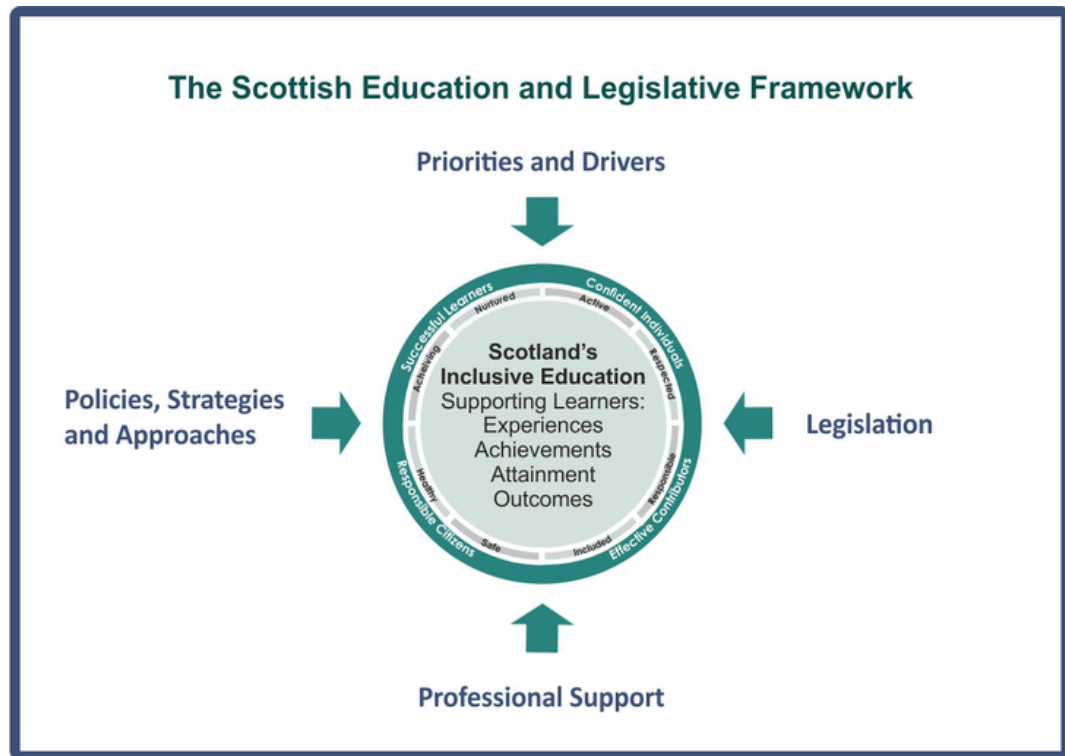 The Scottish Education and Legislative Framework
Priorities and Drivers
Successful Learners
Confident Individuals
Nurtured
Active
Achieving
Respected
Scotland's
Inclusive Education
Supporting Learners:
Experiences
Achievements
Attainment
Outcomes
Policies, Strategies
and Approaches
Legislation
Healthy
Responsible
Safe
Included
Responsible Citizens
Effective Contributors
Professional Support